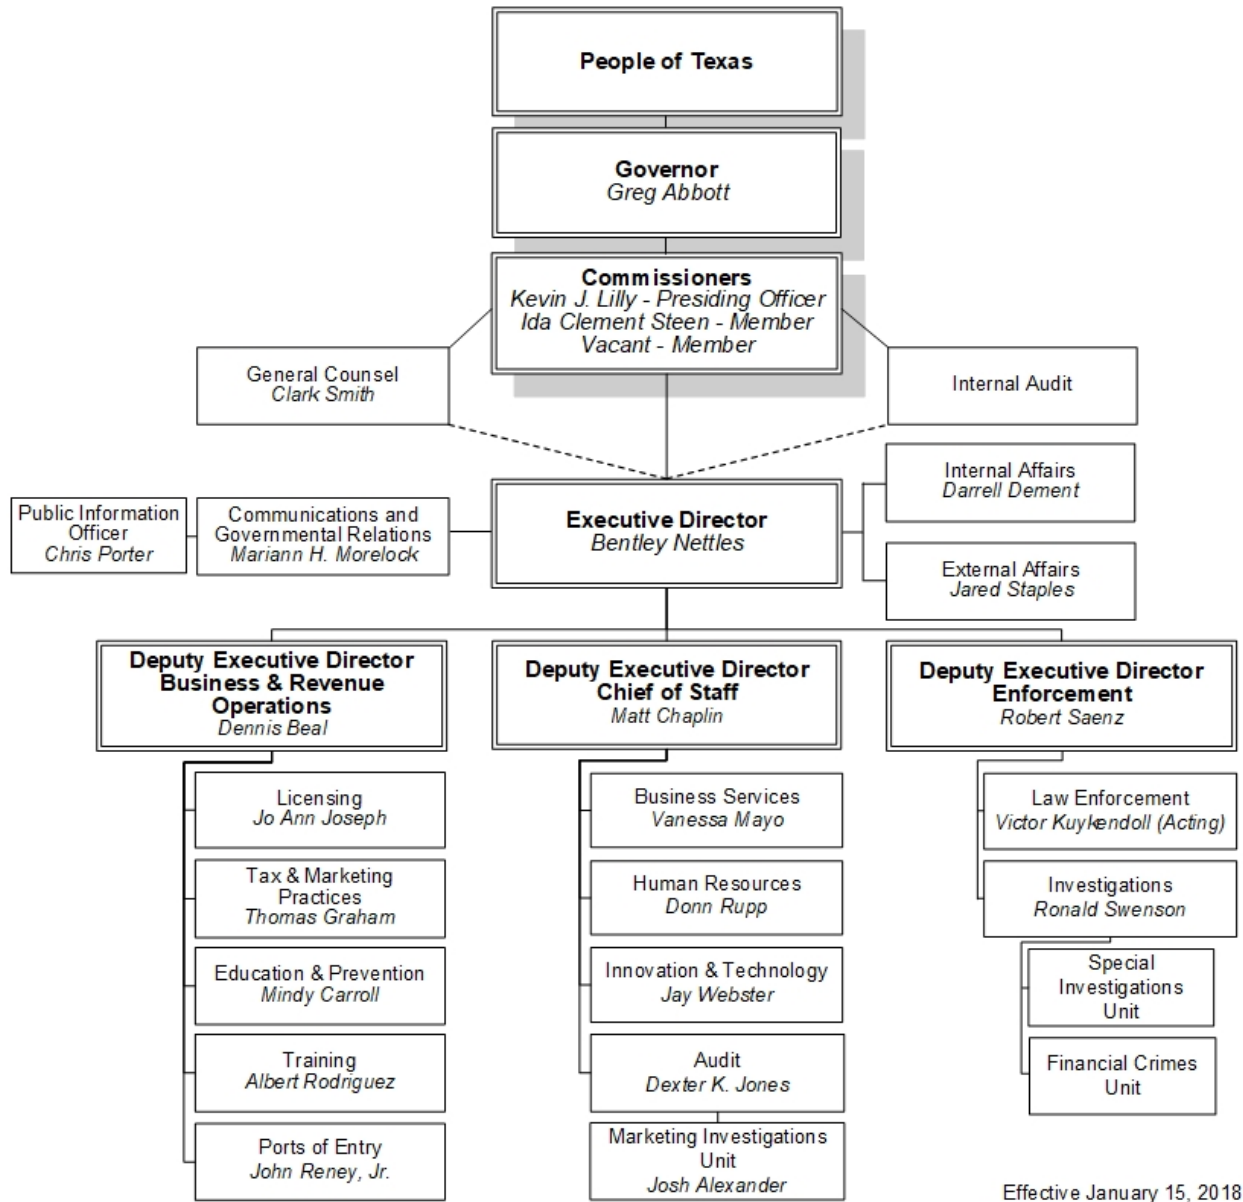 People of Texas
Governor
Greg Abbott
Commissioners
Kevin J. Lilly - Presiding Officer
Ida Clement Steen - Member
Vacant - Member
General Counsel
Clark Smith
Internal Audit
Internal Affairs
Darrell Dement
Public Information
Officer
Chris Porter
Communications and
Governmental Relations
Mariann H. Morelock
Executive Director
Bentley Nettles
External Affairs
Jared Staples
Deputy Executive Director
Business & Revenue
Operations
Dennis Beal
Deputy Executive Director
Chief of Staff
Matt Chaplin
Deputy Executive Director
Enforcement
Robert Saenz
Licensing
Jo Ann Joseph
Tax & Marketing
Practices
Thomas Graham
Education & Prevention
Mindy Carroll
Training
Albert Rodriguez
Ports of Entry
John Reney, Jr.
Business Services
Vanessa Mayo
Human Resources
Donn Rupp
Innovation & Technology
Jay Webster
Audit
Dexter K. Jones
Marketing Investigations
Unit
Josh Alexander
Law Enforcement
Victor Kuykendoll (Acting)
Investigations
Ronald Swenson
Special
Investigations
Unit
Financial Crimes
Unit
Effective January 15, 2018